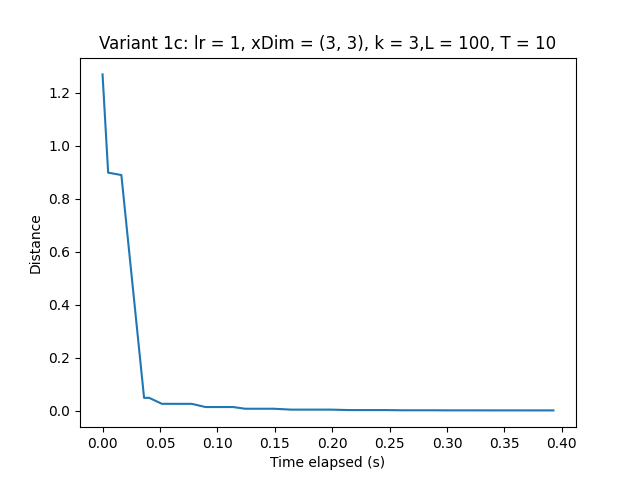 Variant 1c: lr = 1, xDim = (3, 3), k = 3,L = 100, T = 10
1.2
1.0
0.8
0.6
0.4
0.2
0.0
Distance
0.00 0.05 0.10 0.15 0.20 0.25 0.30 0.35 0.40
Time elapsed (s)